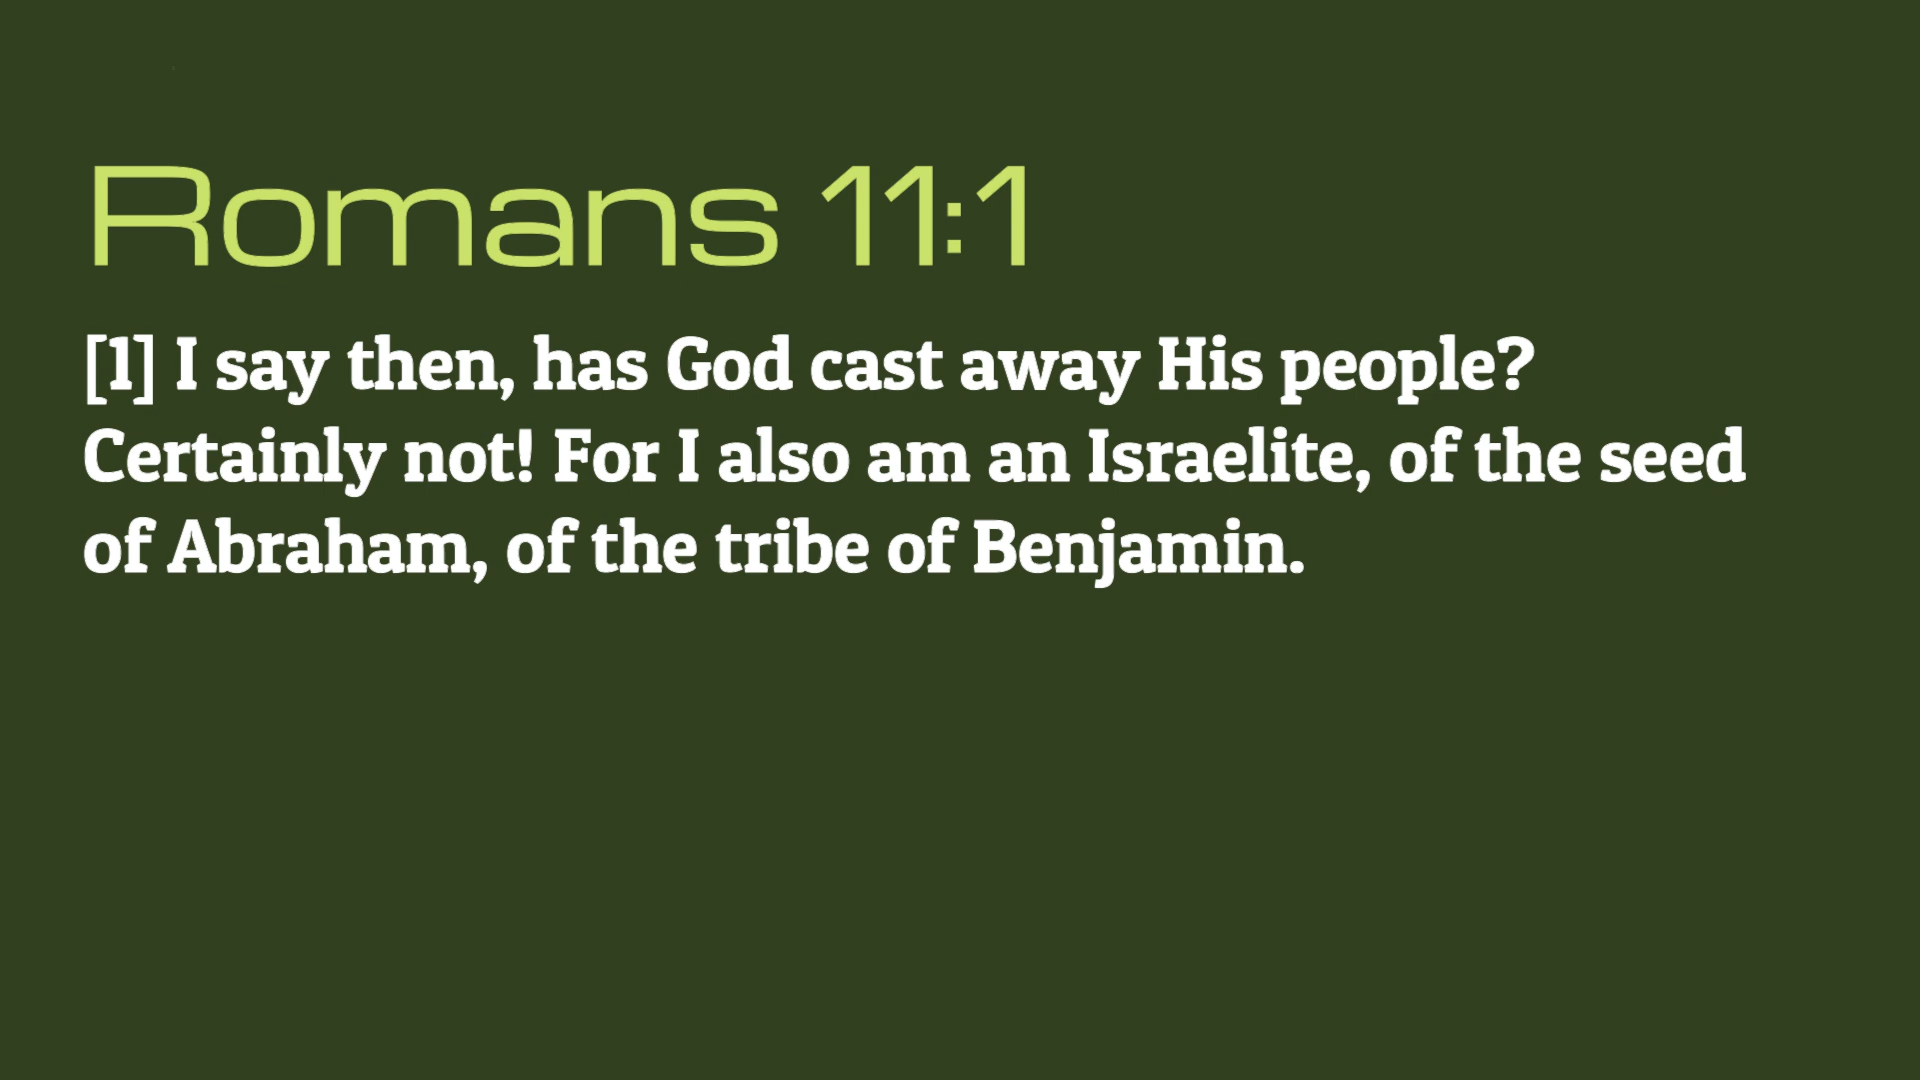 Romans 11:1
[1] I say then, has God cast away His people?
Certainly not! For I also am an Israelite, of the seed
of Abraham, of the tribe of Benjamin.